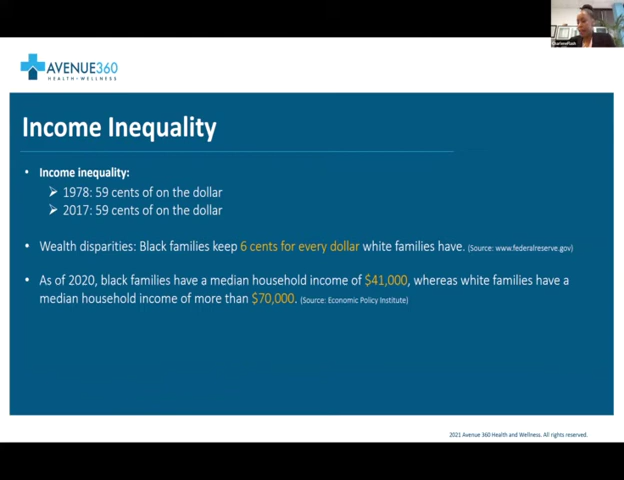 AVENUE360
HEALTH+WELLNESS
Income Inequality
• Income inequality:
➢ 1978: 59 cents of on the dollar
➢ 2017: 59 cents of on the dollar
• Wealth disparities: Black families keep 6 cents for every dollar white families have. (Source: www.federalreserve.gov)
• As of 2020, black families have a median household income of $41,000, whereas white families have a
median household income of more than $70,000. (Source: Economic Policy Institute)
2021 Avenue 360 Health and Wellness. All rights reserved.